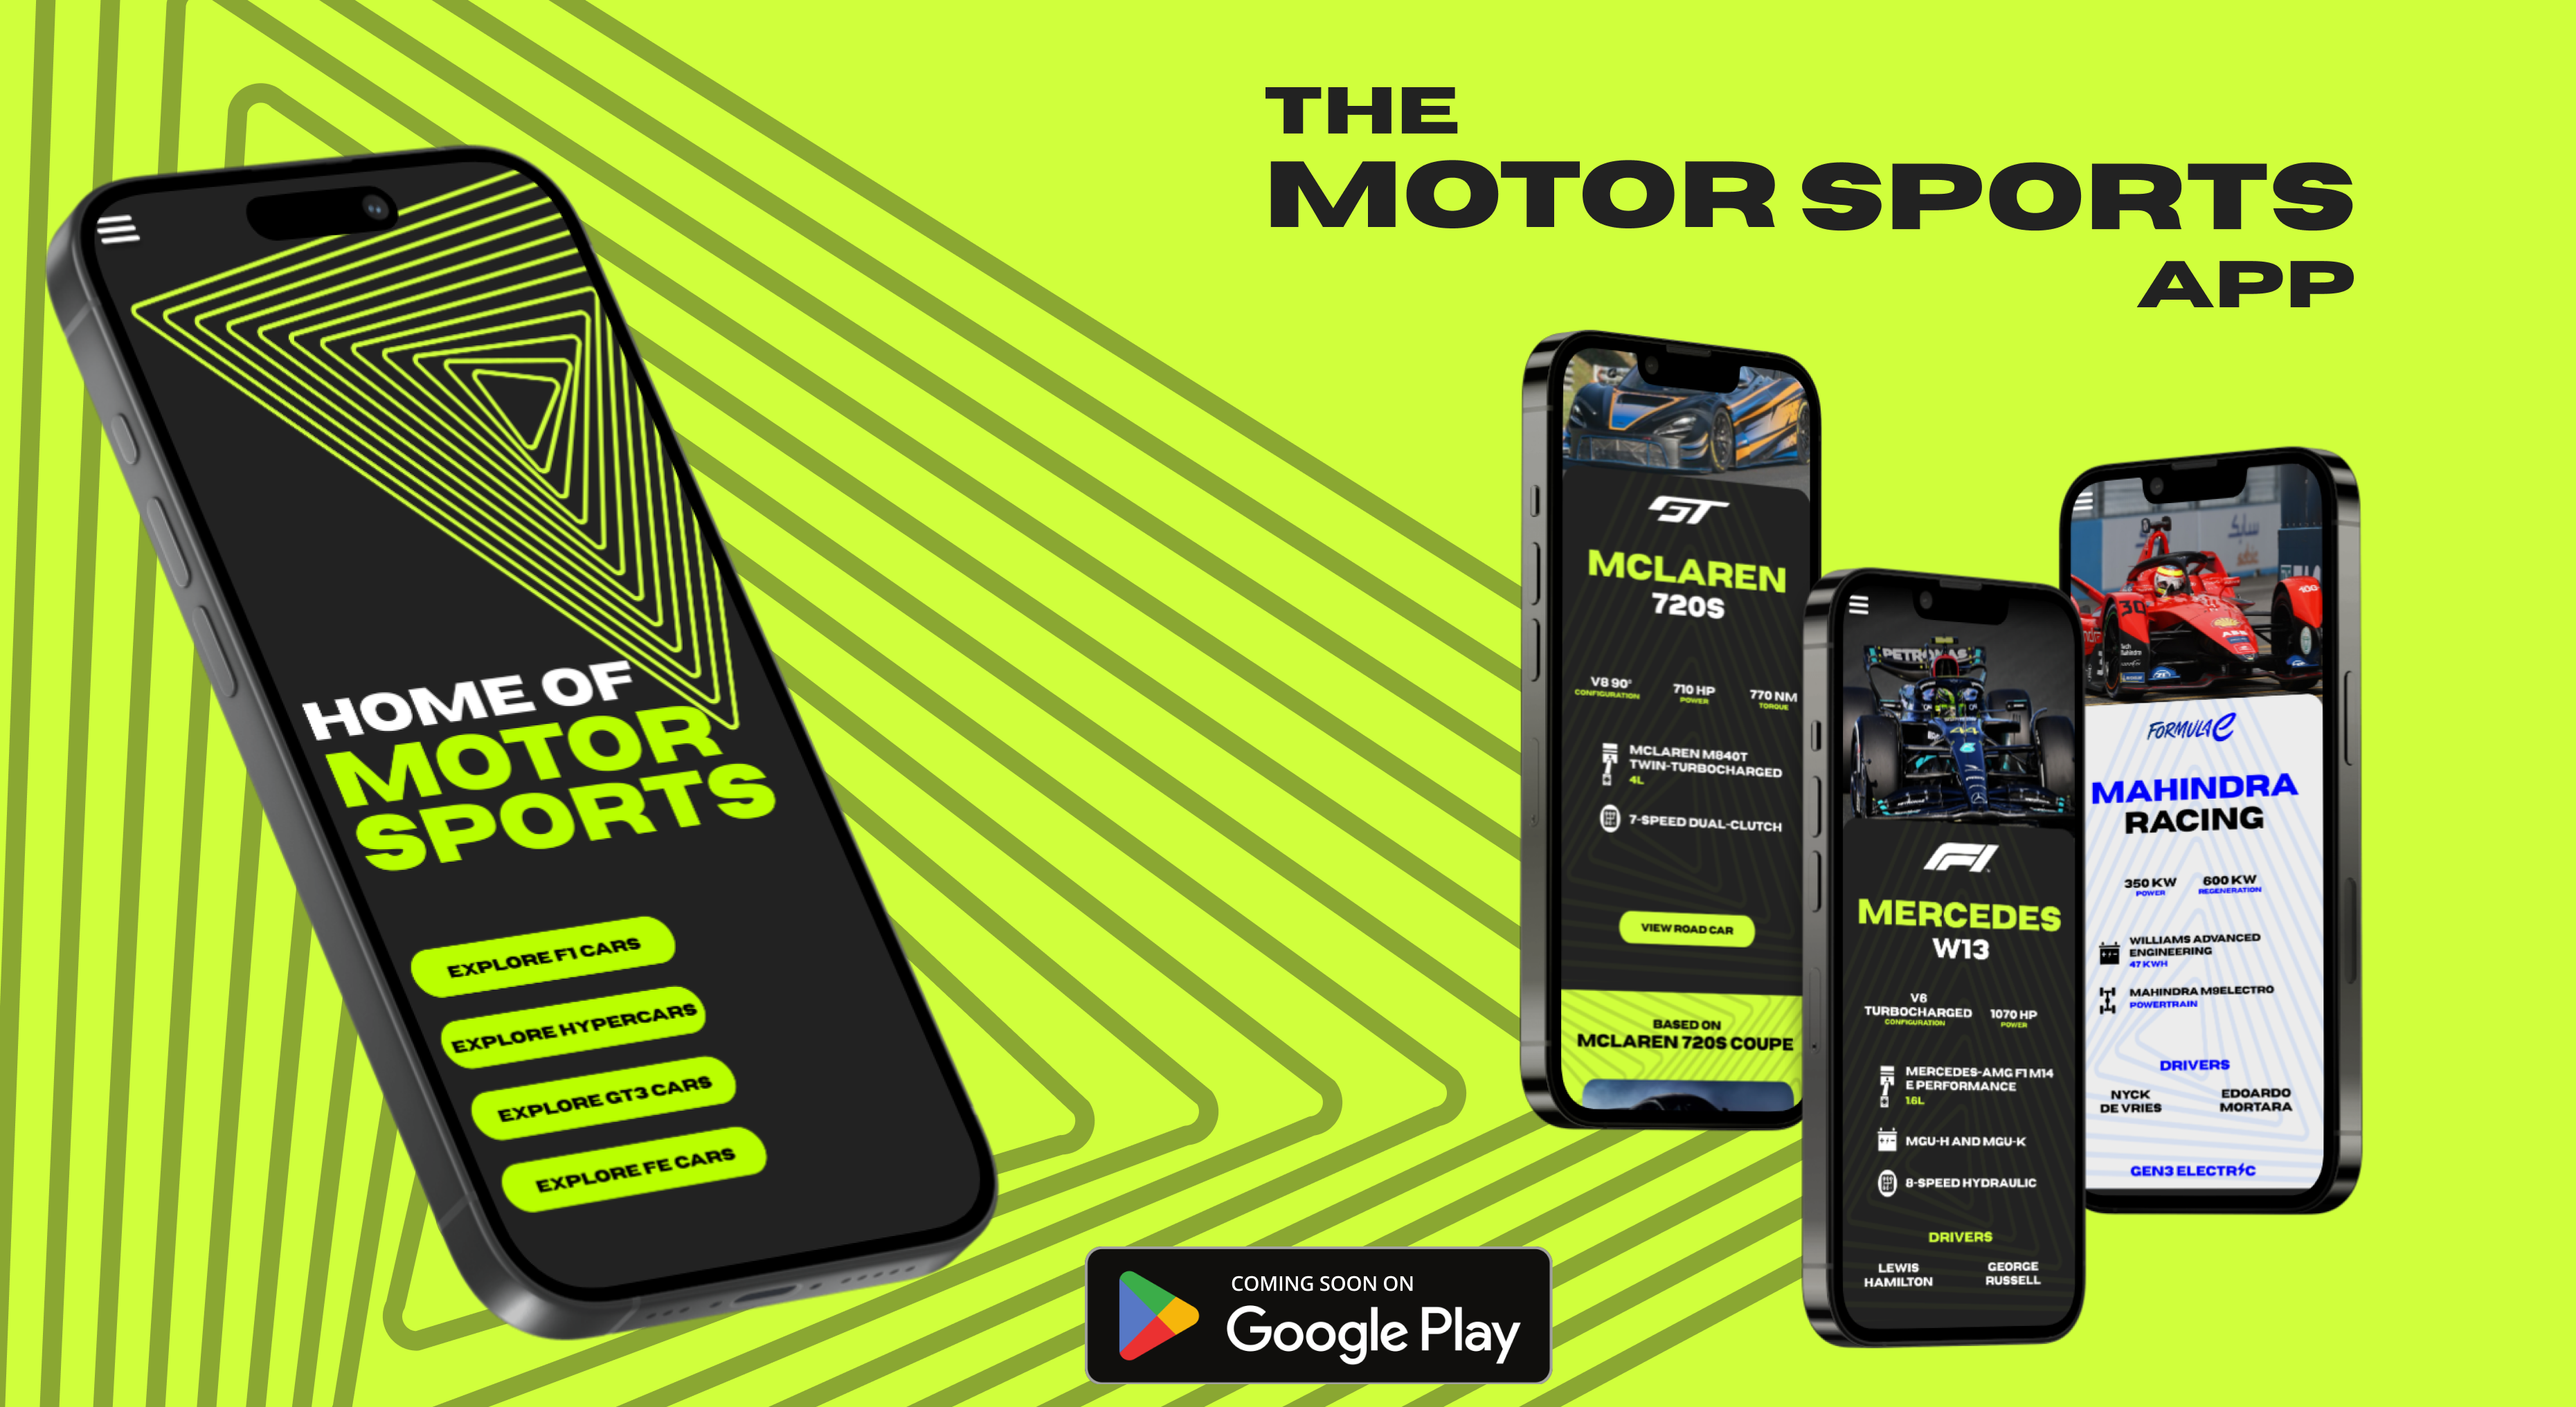 THE
MOTOR SPORTS
APP
HOME OF
MOTOR
SPORTS
EXPLORE F1 CARS
EXPLORE HYPERCARS
EXPLORE GT3 CARS
EXPLORE FE CARS
GT
MCLAREN
720S
V8 90°
CONFIGURATION
710 HP
POWER
770 NM
TORQUE
MCLAREN M840T
TWIN-TURBOCHARGED
4L
7-SPEED DUAL-CLUTCH
VIEW ROAD CAR
BASED ON
MCLAREN 720S COUPE
PETRONAS
44
F1
MERCEDES
W13
V6
TURBOCHARGED
CONFIGURATION
1070 HP
POWER
MERCEDES-AMG F1 M14
E PERFORMANCE
1.6L
MGU-H AND MGU-K
8-SPEED HYDRAULIC
DRIVERS
LEWIS
HAMILTON
GEORGE
RUSSELL
سابك
30
ABB
100
FORMULA E
MAHINDRA
RACING
350 KW
POWER
600 KW
REGENERATION
WILLIAMS ADVANCED
ENGINEERING
47 KWH
MAHINDRA M9ELECTRO
POWERTRAIN
DRIVERS
NYCK
DE VRIES
EDOARDO
MORTARA
GEN3 ELECTRIC
COMING SOON ON
Google Play